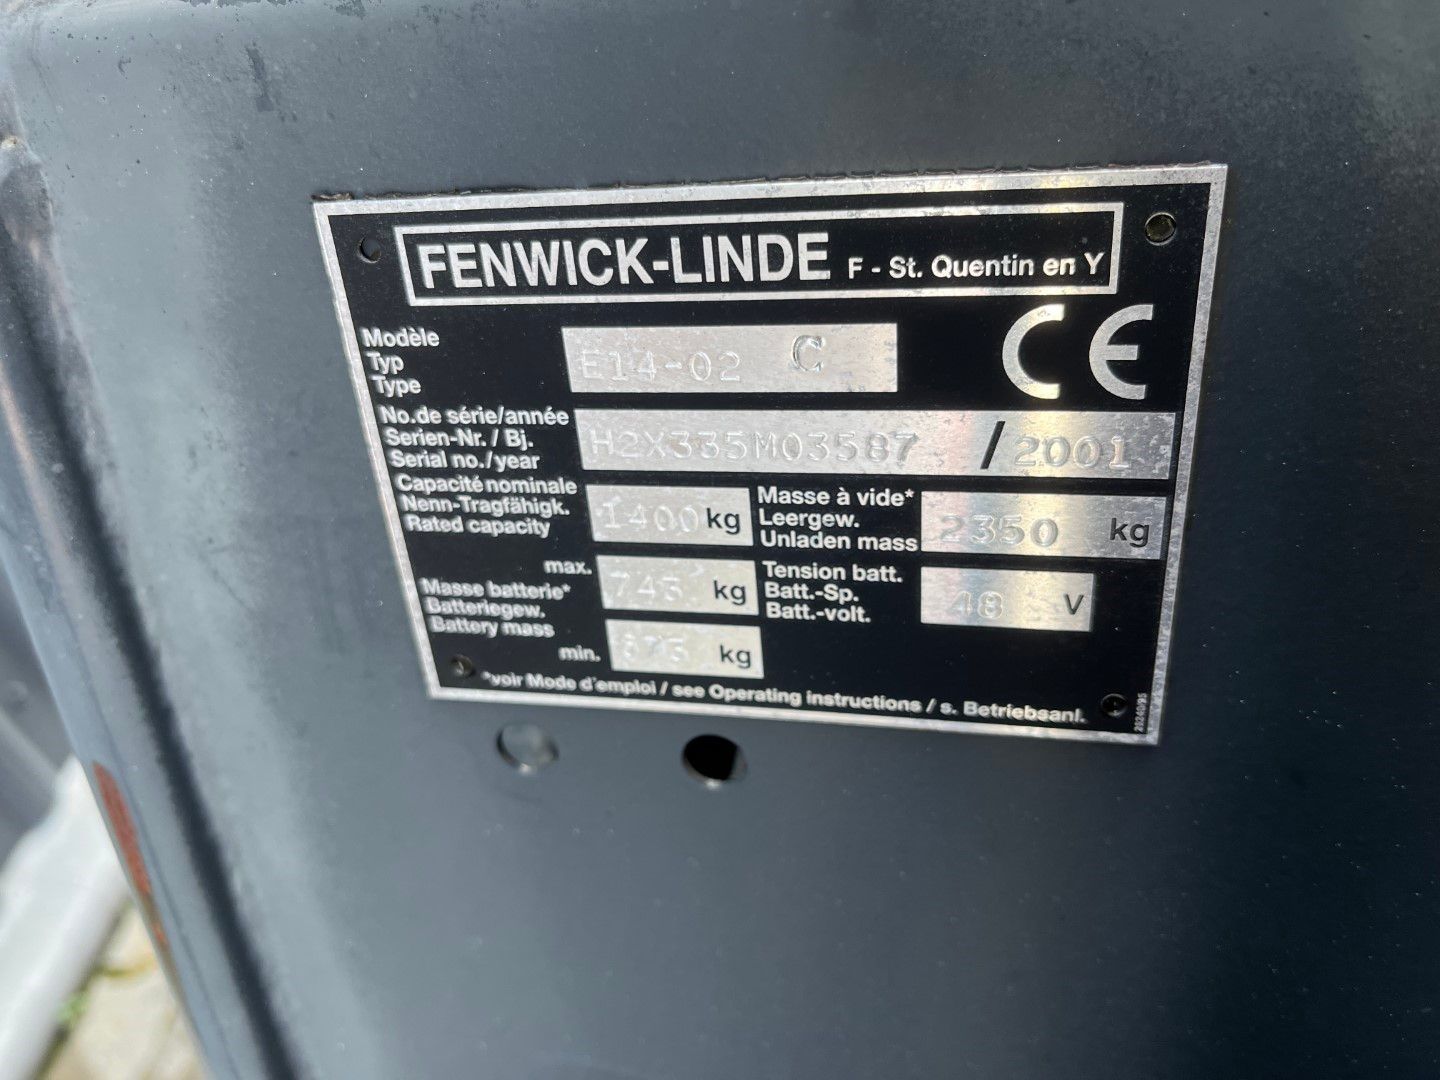 FENWICK-LINDE F - St. Quentin en Y
Modèle
Typ
Type
E14-02 C
CE
No.de série/année
Serien-Nr. / Bj.
Serial no./year
H2X335M03587 / 2001
Capacité nominale
Nenn-Tragfähigk.
Rated capacity
1400 kg
Masse à vide*
Leergew.
Unladen mass
2350 kg
Masse batterie*
Batteriegew.
Battery mass
max. 745 kg
min. 675 kg
Tension batt.
Batt.-Sp.
Batt.-volt.
48 V
*voir Mode d'emploi / see Operating instructions / s. Betriebsanl.